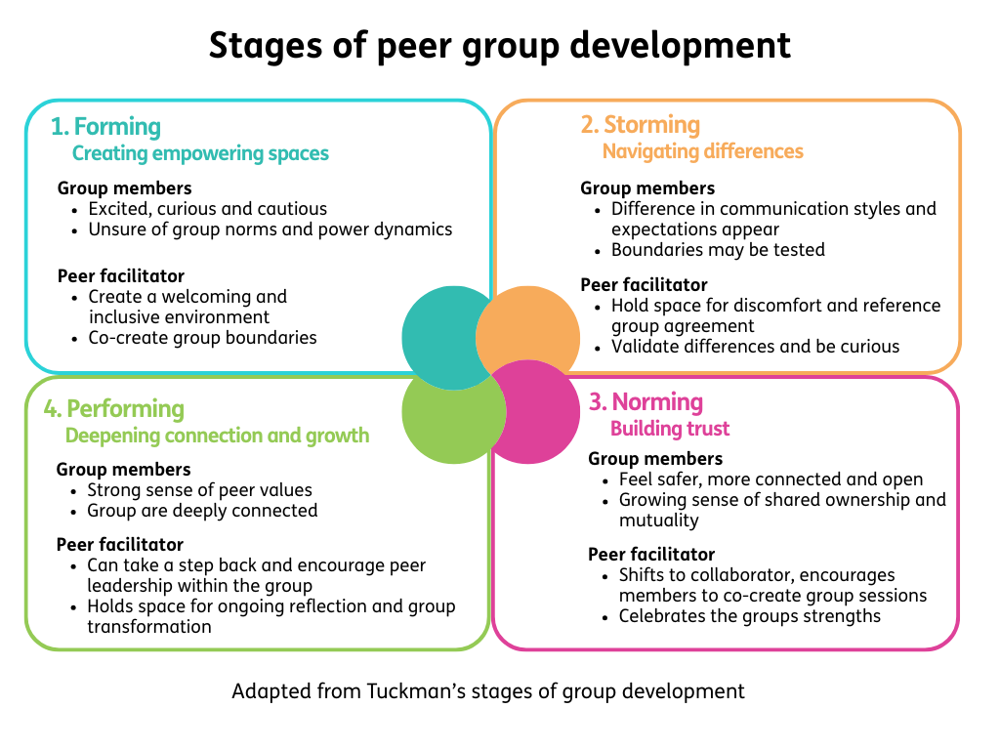 Stages of peer group development
1. Forming
Creating empowering spaces
Group members
• Excited, curious and cautious
• Unsure of group norms and power dynamics
Peer facilitator
• Create a welcoming and
inclusive environment
• Co-create group boundaries
2. Storming
Navigating differences
Group members
• Difference in communication styles and
expectations appear
• Boundaries may be tested
Peer facilitator
• Hold space for discomfort and reference
group agreement
• Validate differences and be curious
3. Norming
Building trust
Group members
• Feel safer, more connected and open
• Growing sense of shared ownership and
mutuality
Peer facilitator
• Shifts to collaborator, encourages
members to co-create group sessions
• Celebrates the groups strengths
4. Performing
Deepening connection and growth
Group members
• Strong sense of peer values
• Group are deeply connected
Peer facilitator
• Can take a step back and encourage peer
leadership within the group
• Holds space for ongoing reflection and group
transformation
Adapted from Tuckman’s stages of group development